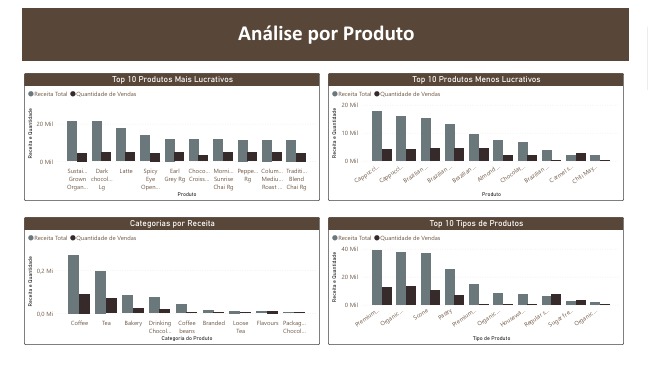 Análise por Produto
Top 10 Produtos Mais Lucrativos
Receita Total Quantidade de Vendas
Receita e Quantidade
20 Mil
0 Mil
Sustai... Grown Organ...
Dark chocol... Lg
Latte
Spicy Eye Open...
Earl Grey Rg
Choco... Croiss...
Morni... Sunrise Chai Rg
Peppe... Rg
Colum... Mediu... Roast ...
Traditi... Blend Chai Rg
Produto
Top 10 Produtos Menos Lucrativos
Receita Total Quantidade de Vendas
Receita e Quantidade
20 Mil
10 Mil
0 Mil
Cappucci...
Cappucci...
Brazilian ...
Brazilian ...
Brazilian ...
Almond ...
Chocolat...
Brazilian ...
Carmel s...
Chili May...
Produto
Categorias por Receita
Receita Total Quantidade de Vendas
Receita e Quantidade
0,2 Mi
0,0 Mi
Coffee
Tea
Bakery
Drinking Chocol...
Coffee beans
Branded
Loose Tea
Flavours
Packag... Chocol...
Categoria do Produto
Top 10 Tipos de Produtos
Receita Total Quantidade de Vendas
Receita e Quantidade
40 Mil
20 Mil
0 Mil
Premium...
Organic...
Scone
Pastry
Premium...
Organic...
Housewa...
Regular s...
Sugar fre...
Organic ...
Tipo de Produto